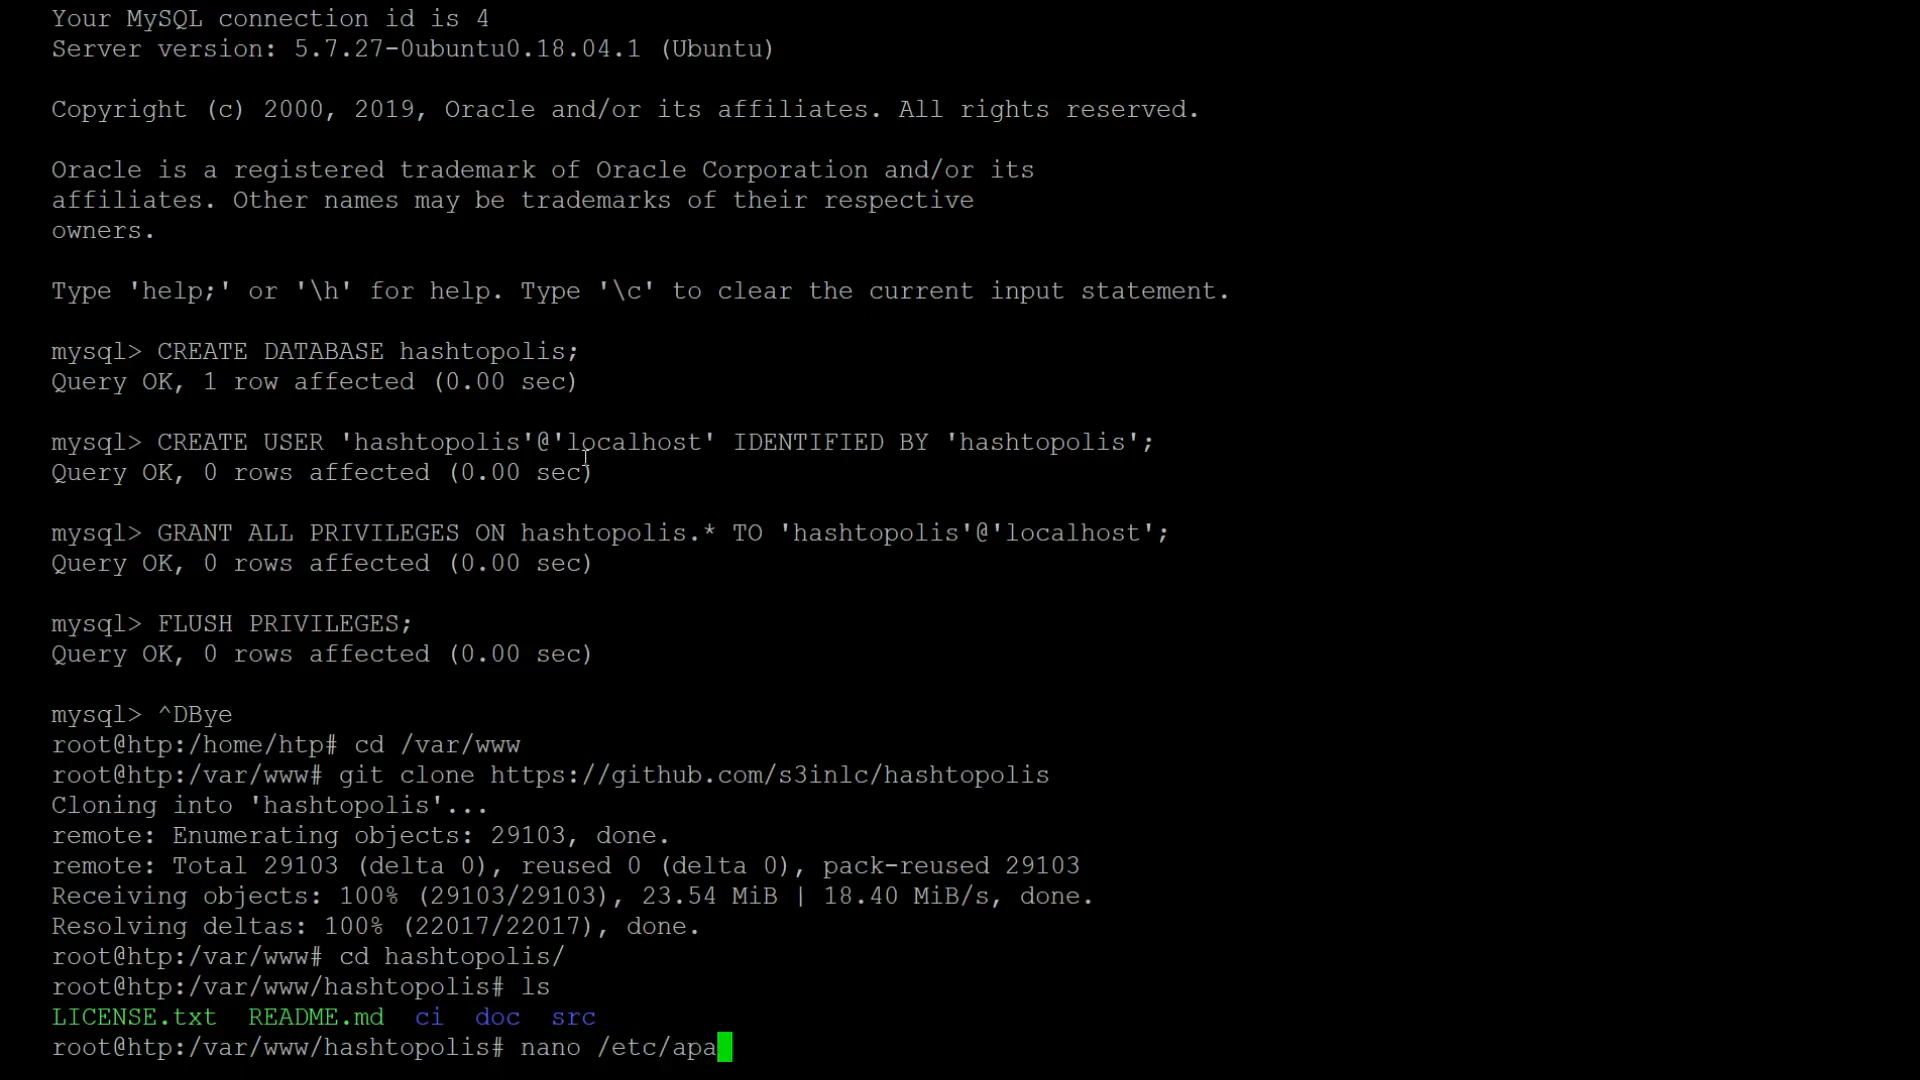 Your MySQL connection id is 4
Server version: 5.7.27-0ubuntu0.18.04.1 (Ubuntu)
Copyright (c) 2000, 2019, Oracle and/or its affiliates. All rights reserved.
Oracle is a registered trademark of Oracle Corporation and/or its
affiliates. Other names may be trademarks of their respective
owners.
Type 'help;' or '\h' for help. Type '\c' to clear the current input statement.
mysql> CREATE DATABASE hashtopolis;
Query OK, 1 row affected (0.00 sec)
mysql> CREATE USER 'hashtopolis'@'localhost' IDENTIFIED BY 'hashtopolis';
Query OK, 0 rows affected (0.00 sec)
mysql> GRANT ALL PRIVILEGES ON hashtopolis.* TO 'hashtopolis'@'localhost';
Query OK, 0 rows affected (0.00 sec)
mysql> FLUSH PRIVILEGES;
Query OK, 0 rows affected (0.00 sec)
mysql> ^DBye
root@htp:/home/htp# cd /var/www
root@htp:/var/www# git clone https://github.com/s3inlc/hashtopolis
Cloning into 'hashtopolis'...
remote: Enumerating objects: 29103, done.
remote: Total 29103 (delta 0), reused 0 (delta 0), pack-reused 29103
Receiving objects: 100% (29103/29103), 23.54 MiB | 18.40 MiB/s, done.
Resolving deltas: 100% (22017/22017), done.
root@htp:/var/www# cd hashtopolis/
root@htp:/var/www/hashtopolis# ls
LICENSE.txt  README.md  ci  doc  src
root@htp:/var/www/hashtopolis# nano /etc/apa